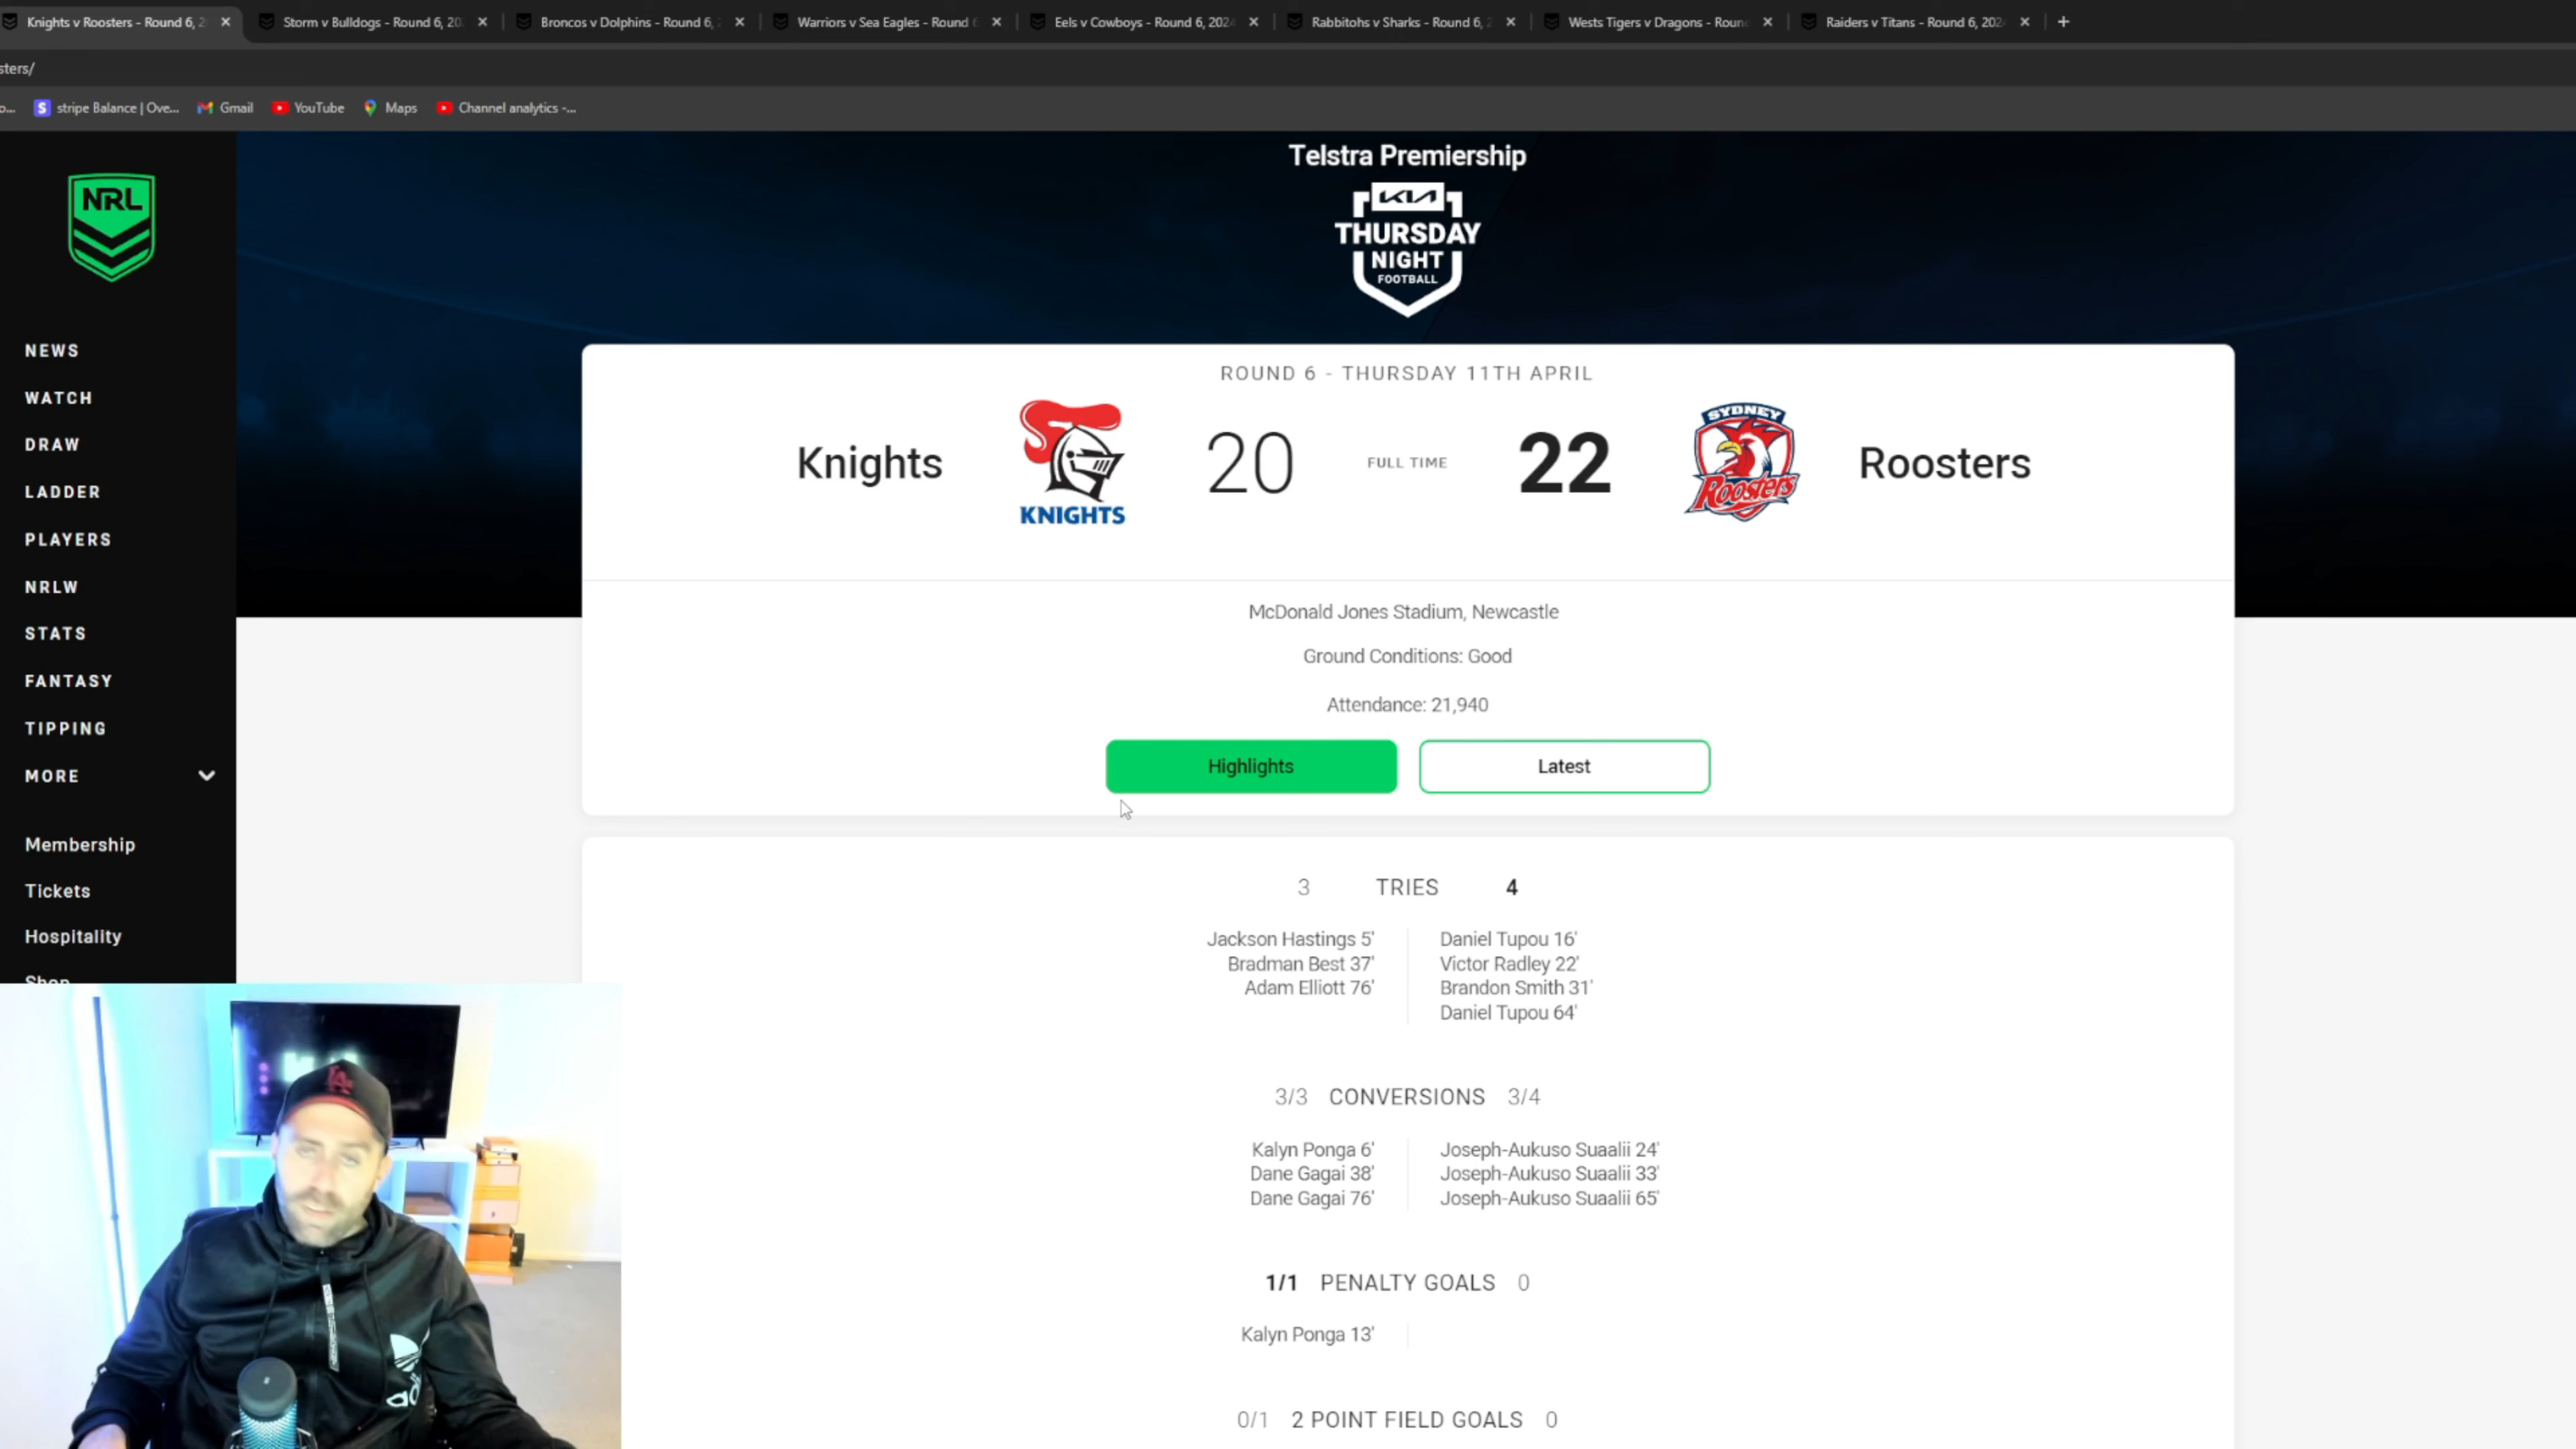 Knights v Roosters - Round 6, 2
Storm v Bulldogs - Round 6, 20
Broncos v Dolphins - Round 6, 2
Warriors v Sea Eagles - Round 6
Eels v Cowboys - Round 6, 2024
Rabbitohs v Sharks - Round 6, 2
Wests Tigers v Dragons - Roun
Raiders v Titans - Round 6, 202
sters/
o...
S stripe Balance | Ove...
Gmail
YouTube
Maps
Channel analytics -...
NRL
NEWS
WATCH
DRAW
LADDER
PLAYERS
NRLW
STATS
FANTASY
TIPPING
MORE
Membership
Tickets
Hospitality
Shop
Telstra Premiership
KIA
THURSDAY
NIGHT
FOOTBALL
ROUND 6 - THURSDAY 11TH APRIL
Knights
KNIGHTS
20
FULL TIME
22
SYDNEY
Roosters
Roosters
McDonald Jones Stadium, Newcastle
Ground Conditions: Good
Attendance: 21,940
Highlights
Latest
3 TRIES 4
Jackson Hastings 5' Daniel Tupou 16'
Bradman Best 37' Victor Radley 22'
Adam Elliott 76' Brandon Smith 31'
Daniel Tupou 64'
3/3 CONVERSIONS 3/4
Kalyn Ponga 6' Joseph-Aukuso Suaalii 24'
Dane Gagai 38' Joseph-Aukuso Suaalii 33'
Dane Gagai 76' Joseph-Aukuso Suaalii 65'
1/1 PENALTY GOALS 0
Kalyn Ponga 13'
0/1 2 POINT FIELD GOALS 0
LA